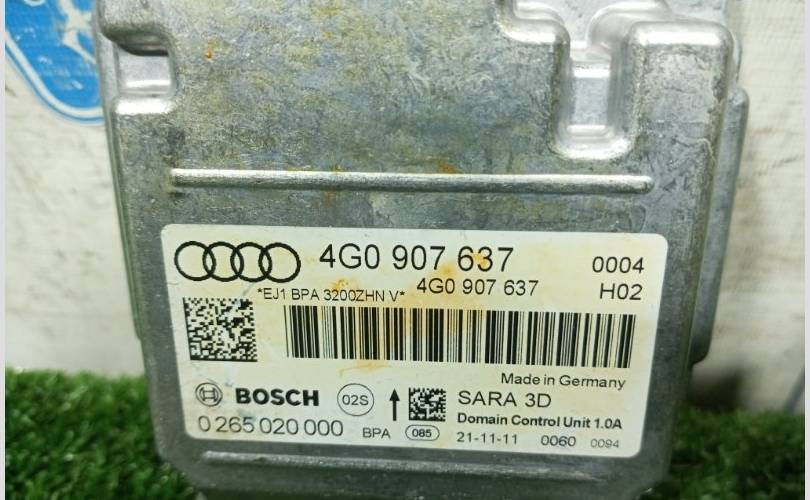 4G0 907 637 0004
*EJ1 BPA 3200ZHN V* 4G0 907 637 H02
Made in Germany
BOSCH 02S SARA 3D
Domain Control Unit 1.0A
0 265 020 000 BPA 085 21-11-11 0060 0094